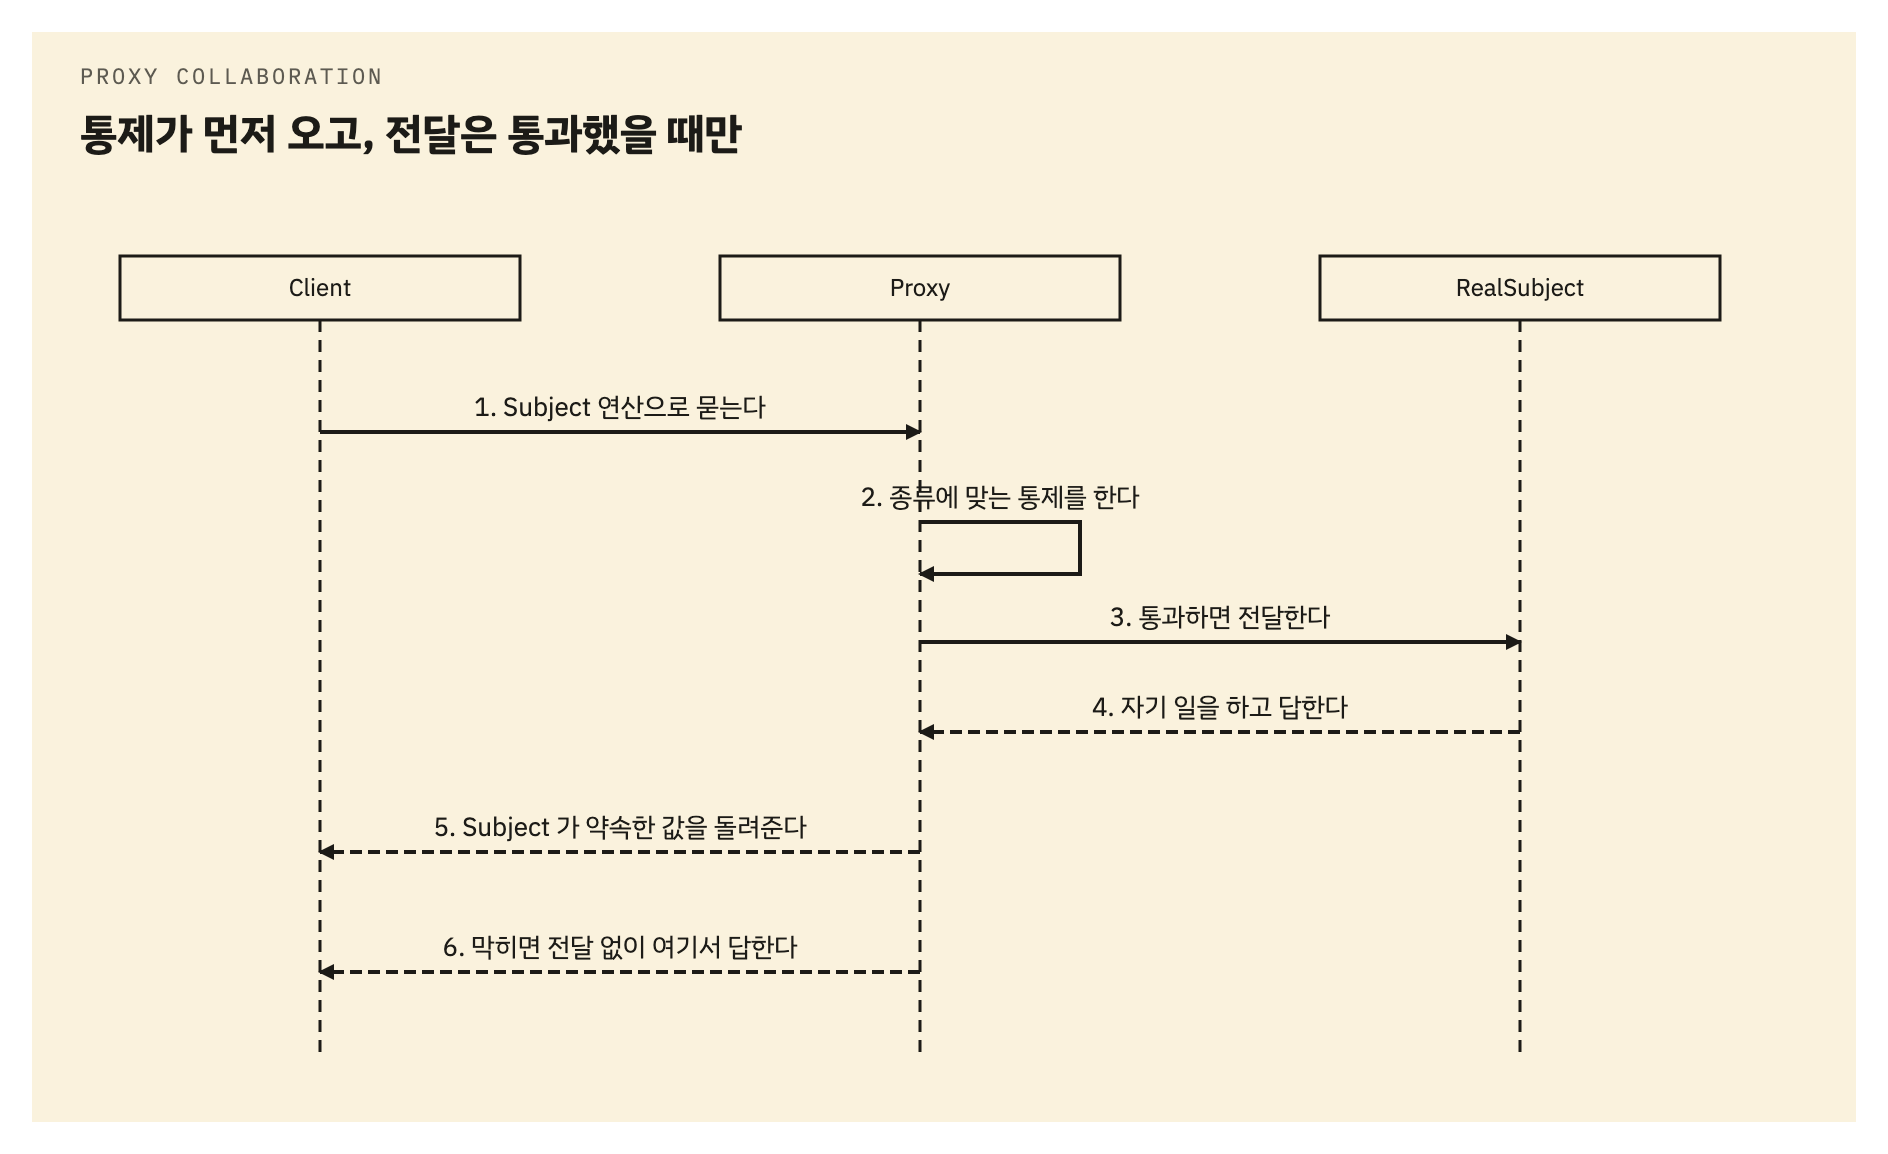 PROXY COLLABORATION
통제가 먼저 오고, 전달은 통과했을 때만
Client
Proxy
RealSubject
1. Subject 연산으로 묻는다
2. 종류에 맞는 통제를 한다
3. 통과하면 전달한다
4. 자기 일을 하고 답한다
5. Subject 가 약속한 값을 돌려준다
6. 막히면 전달 없이 여기서 답한다